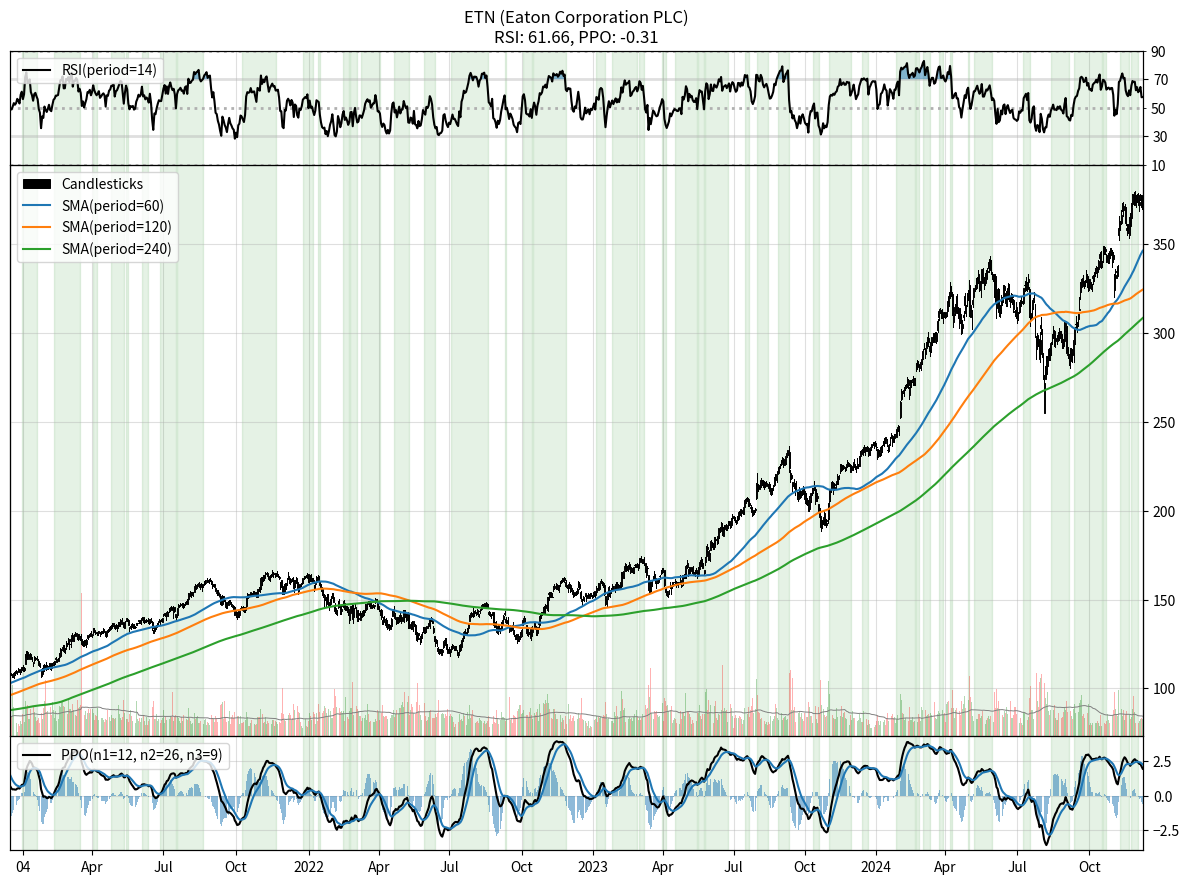 ETN (Eaton Corporation PLC)
RSI: 61.66, PPO: -0.31
RSI(period=14)
90
70
50
30
10
Candlesticks
SMA(period=60)
SMA(period=120)
SMA(period=240)
350
300
250
200
150
100
PPO(n1=12, n2=26, n3=9)
2.5
0.0
−2.5
04 Apr Jul Oct 2022 Apr Jul Oct 2023 Apr Jul Oct 2024 Apr Jul Oct